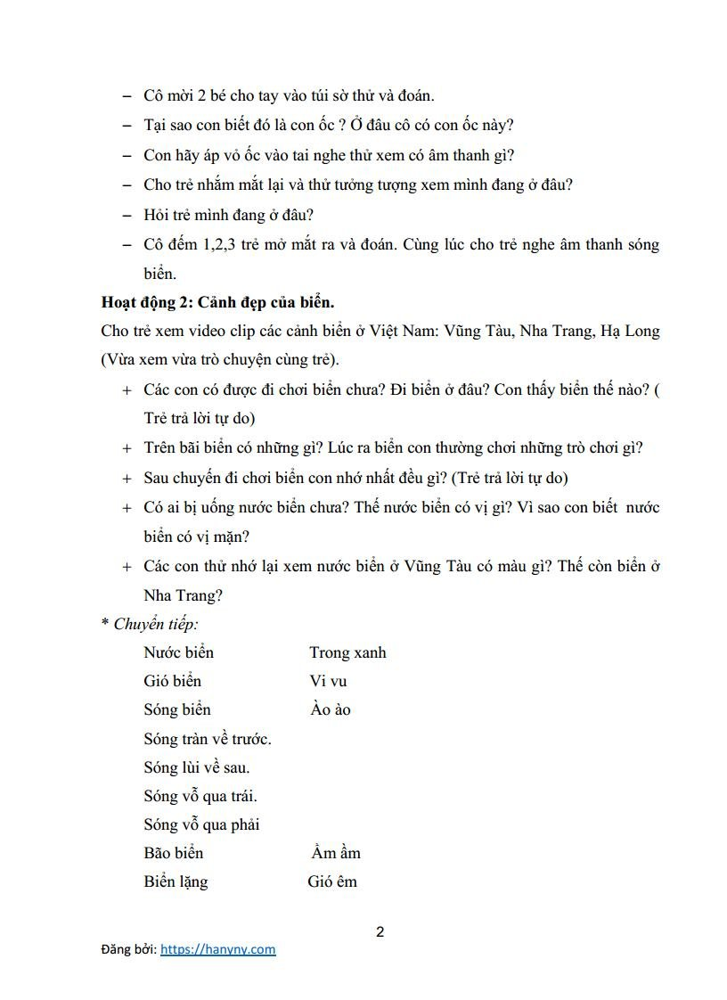 – Cô mời 2 bé cho tay vào túi sờ thử và đoán.
– Tại sao con biết đó là con ốc ? Ở đâu cô có con ốc này?
– Con hãy áp vỏ ốc vào tai nghe thử xem có âm thanh gì?
– Cho trẻ nhắm mắt lại và thử tưởng tượng xem mình đang ở đâu?
– Hỏi trẻ mình đang ở đâu?
– Cô đếm 1,2,3 trẻ mở mắt ra và đoán. Cùng lúc cho trẻ nghe âm thanh sóng
biển.
Hoạt động 2: Cảnh đẹp của biển.
Cho trẻ xem video clip các cảnh biển ở Việt Nam: Vũng Tàu, Nha Trang, Hạ Long
(Vừa xem vừa trò chuyện cùng trẻ).
+ Các con có được đi chơi biển chưa? Đi biển ở đâu? Con thấy biển thế nào? (
Trẻ trả lời tự do)
+ Trên bãi biển có những gì? Lúc ra biển con thường chơi những trò chơi gì?
+ Sau chuyến đi chơi biển con nhớ nhất đều gì? (Trẻ trả lời tự do)
+ Có ai bị uống nước biển chưa? Thế nước biển có vị gì? Vì sao con biết nước
biển có vị mặn?
+ Các con thử nhớ lại xem nước biển ở Vũng Tàu có màu gì? Thế còn biển ở
Nha Trang?
* Chuyển tiếp:
Nước biển Trong xanh
Gió biển Vi vu
Sóng biển Ào ào
Sóng tràn về trước.
Sóng lùi về sau.
Sóng vỗ qua trái.
Sóng vỗ qua phải
Bão biển Ầm ầm
Biển lặng Gió êm
2
Đăng bởi: https://hanyny.com